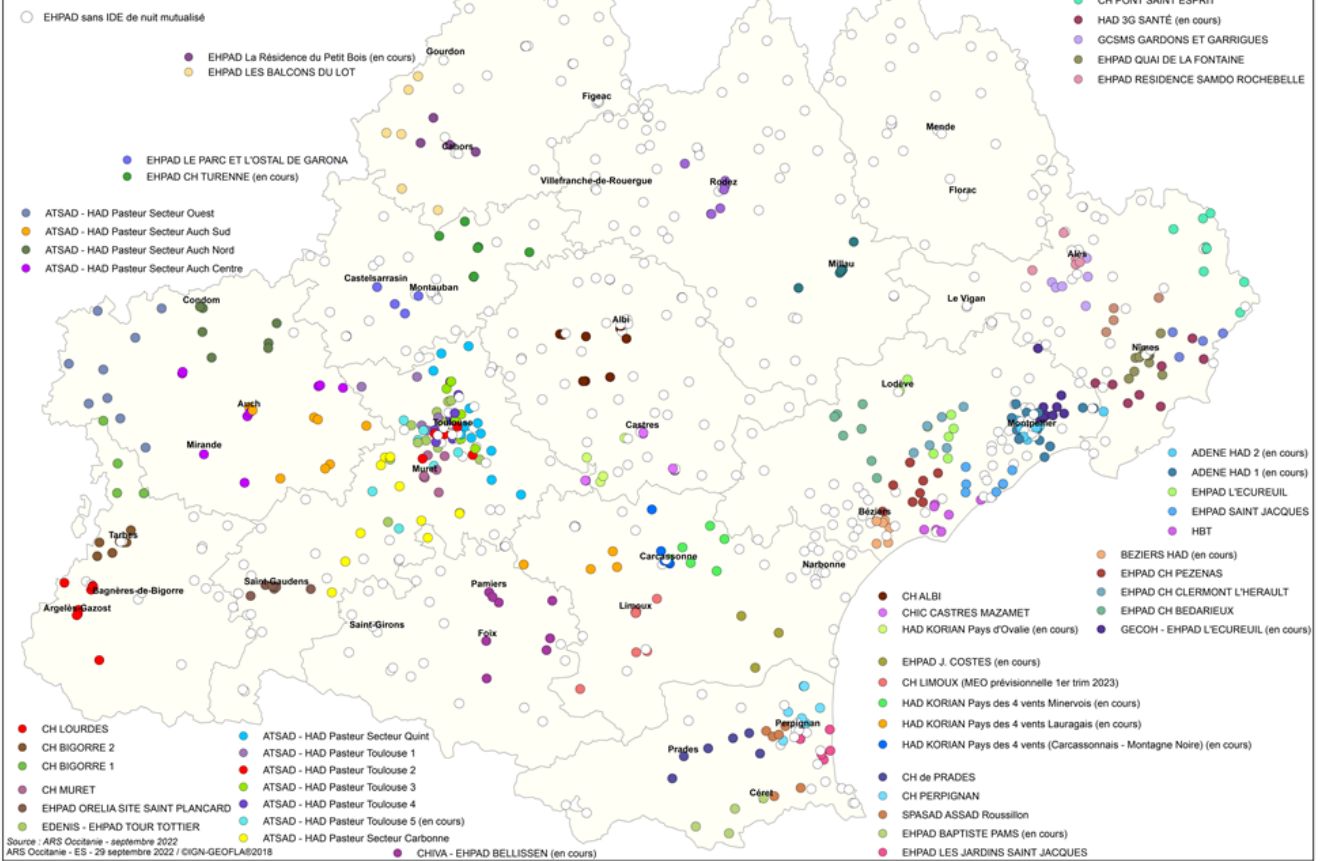 CH PONT SAINT ESPRIT
EHPAD sans IDE de nuit mutualisé
HAD 3G SANTÉ (en cours)
GCSMS GARDONS ET GARRIGUES
EHPAD QUAI DE LA FONTAINE
EHPAD RESIDENCE SAMDO ROCHEBELLE
EHPAD La Résidence du Petit Bois (en cours)
EHPAD LES BALCONS DU LOT
Gourdon
Figeac
Mende
Cahors
EHPAD LE PARC ET L'OSTAL DE GARONA
EHPAD CH TURENNE (en cours)
Villefranche-de-Rouergue
Rodez
Florac
ATSAD - HAD Pasteur Secteur Ouest
ATSAD - HAD Pasteur Secteur Auch Sud
ATSAD - HAD Pasteur Secteur Auch Nord
ATSAD - HAD Pasteur Secteur Auch Centre
Alès
Millau
Castelsarrasin
Montauban
Condom
Le Vigan
Albi
Nîmes
Lodève
Auch
Toulouse
Castres
Montpellier
Mirande
Muret
ADENE HAD 2 (en cours)
ADENE HAD 1 (en cours)
EHPAD L'ECUREUIL
EHPAD SAINT JACQUES
HBT
Béziers
Tarbes
Carcassonne
Narbonne
BEZIERS HAD (en cours)
EHPAD CH PEZENAS
EHPAD CH CLERMONT L'HERAULT
EHPAD CH BEDARIEUX
GECOH - EHPAD L'ECUREUIL (en cours)
Saint-Gaudens
Bagnères-de-Bigorre
Pamiers
Argelès-Gazost
Limoux
Saint-Girons
Foix
CH ALBI
CHIC CASTRES MAZAMET
HAD KORIAN Pays d'Ovalie (en cours)
EHPAD J. COSTES (en cours)
CH LIMOUX (MEO prévisionnelle 1er trim 2023)
HAD KORIAN Pays des 4 vents Minervois (en cours)
HAD KORIAN Pays des 4 vents Lauragais (en cours)
HAD KORIAN Pays des 4 vents (Carcassonnais - Montagne Noire) (en cours)
Perpignan
Prades
Céret
CH de PRADES
CH PERPIGNAN
SPASAD ASSAD Roussillon
EHPAD BAPTISTE PAMS (en cours)
EHPAD LES JARDINS SAINT JACQUES
CH LOURDES
CH BIGORRE 2
CH BIGORRE 1
CH MURET
EHPAD ORELIA SITE SAINT PLANCARD
EDENIS - EHPAD TOUR TOTTIER
ATSAD - HAD Pasteur Secteur Quint
ATSAD - HAD Pasteur Toulouse 1
ATSAD - HAD Pasteur Toulouse 2
ATSAD - HAD Pasteur Toulouse 3
ATSAD - HAD Pasteur Toulouse 4
ATSAD - HAD Pasteur Toulouse 5 (en cours)
ATSAD - HAD Pasteur Secteur Carbonne
CHIVA - EHPAD BELLISSEN (en cours)
Source : ARS Occitanie - septembre 2022
ARS Occitanie - ES - 29 septembre 2022 / ©IGN-GEOFLA®2018